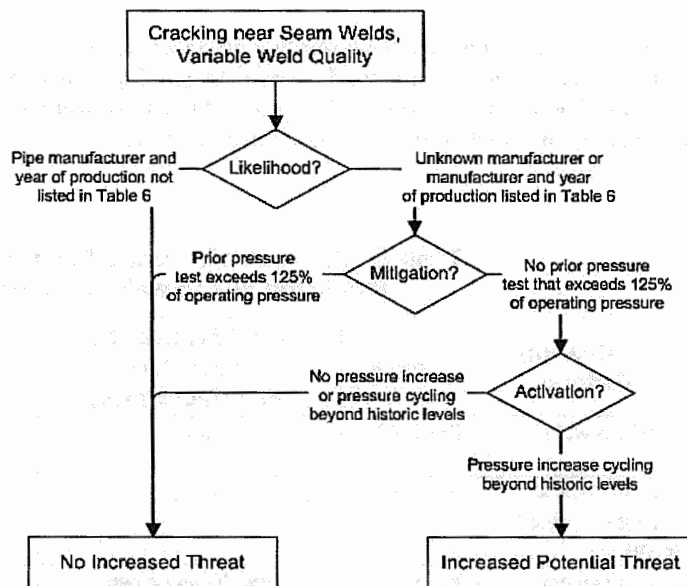 Cracking near Seam Welds,
Variable Weld Quality
Likelihood?
Pipe manufacturer and
year of production not
listed in Table 6
Unknown manufacturer or
manufacturer and year
of production listed in Table 6
Mitigation?
Prior pressure
test exceeds 125%
of operating pressure
No prior pressure
test that exceeds 125%
of operating pressure
Activation?
No pressure increase
or pressure cycling
beyond historic levels
Pressure increase cycling
beyond historic levels
No Increased Threat
Increased Potential Threat